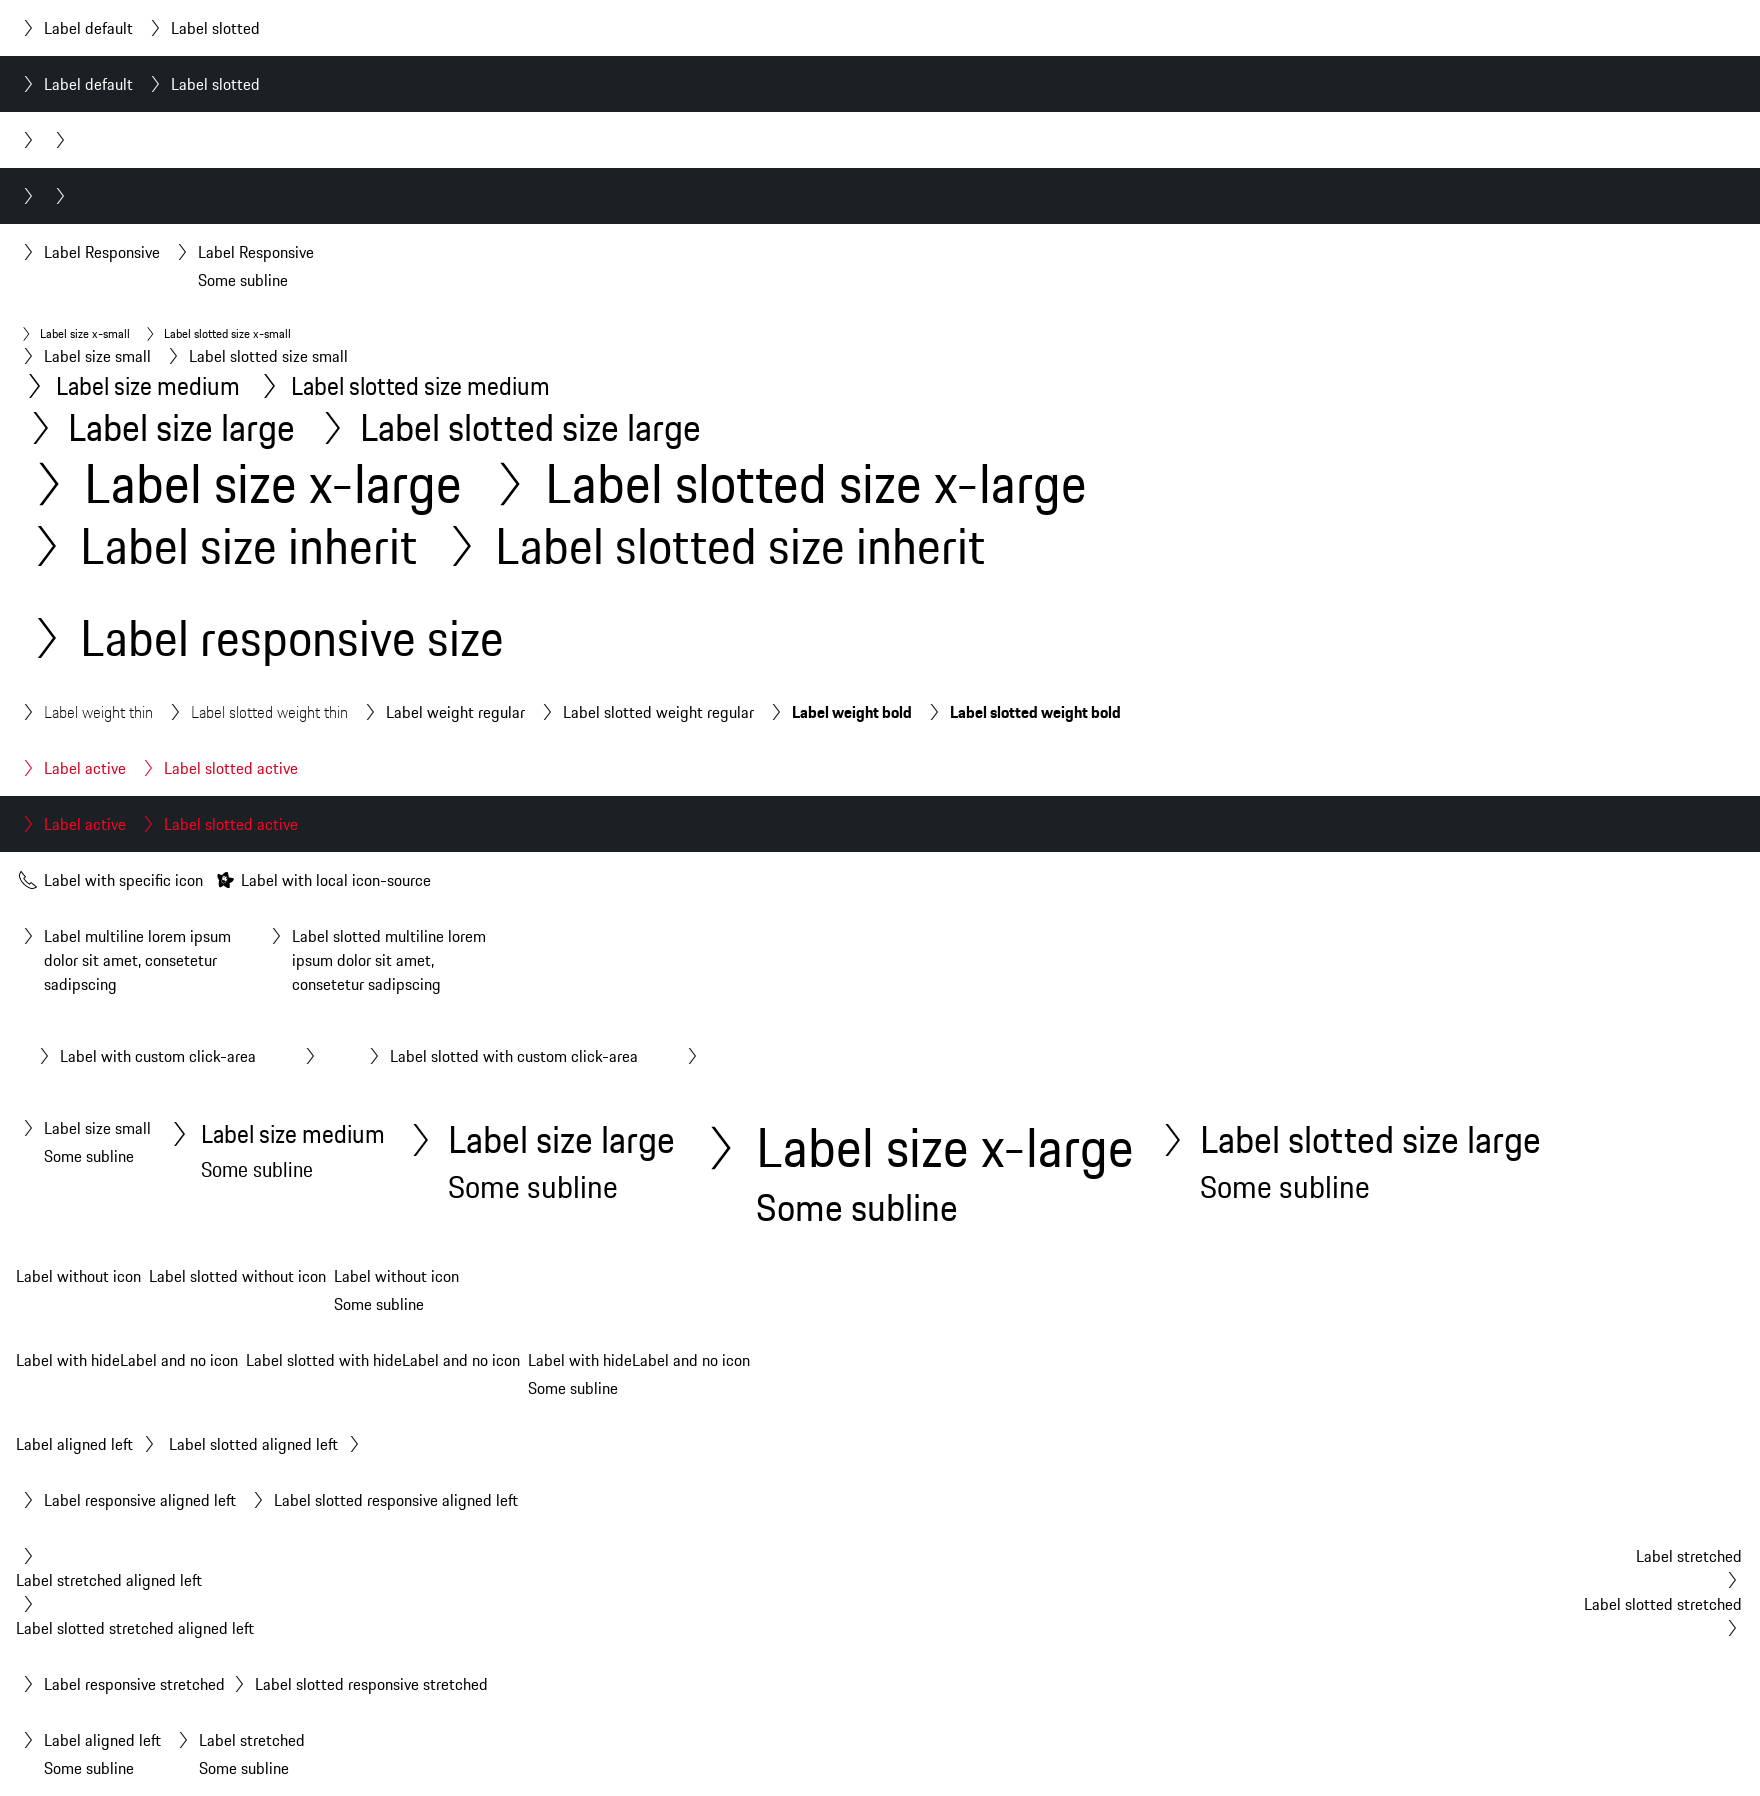 Label default Label slotted
Label default Label slotted
Label Responsive Label Responsive
Some subline
Label size x-small Label slotted size x-small
Label size small Label slotted size small
Label size medium Label slotted size medium
Label size large Label slotted size large
Label size x-large Label slotted size x-large
Label size inherit Label slotted size inherit
Label responsive size
Label weight thin Label slotted weight thin Label weight regular Label slotted weight regular Label weight bold Label slotted weight bold
Label active Label slotted active
Label active Label slotted active
Label with specific icon Label with local icon-source
Label multiline lorem ipsum
dolor sit amet, consetetur
sadipscing
Label slotted multiline lorem
ipsum dolor sit amet,
consetetur sadipscing
Label with custom click-area Label slotted with custom click-area
Label size small
Some subline
Label size medium
Some subline
Label size large
Some subline
Label size x-large
Some subline
Label slotted size large
Some subline
Label without icon Label slotted without icon Label without icon
Some subline
Label with hideLabel and no icon Label slotted with hideLabel and no icon Label with hideLabel and no icon
Some subline
Label aligned left Label slotted aligned left
Label responsive aligned left Label slotted responsive aligned left
Label stretched
Label stretched aligned left
Label slotted stretched
Label slotted stretched aligned left
Label responsive stretched Label slotted responsive stretched
Label aligned left Label stretched
Some subline Some subline